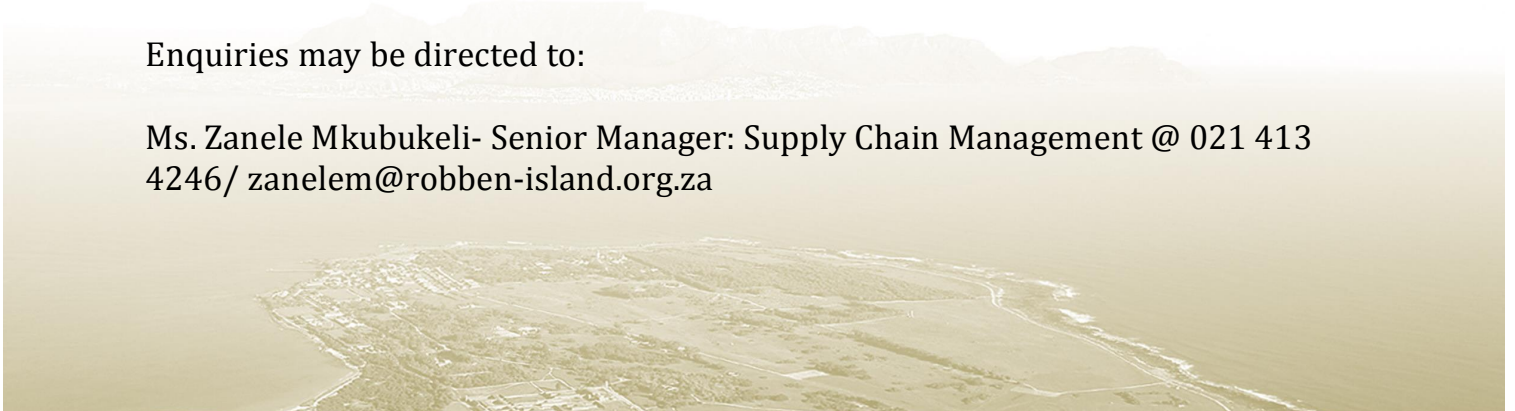 Enquiries may be directed to:
Ms. Zanele Mkubukeli- Senior Manager: Supply Chain Management @ 021 413
4246/ zanelem@robben-island.org.za